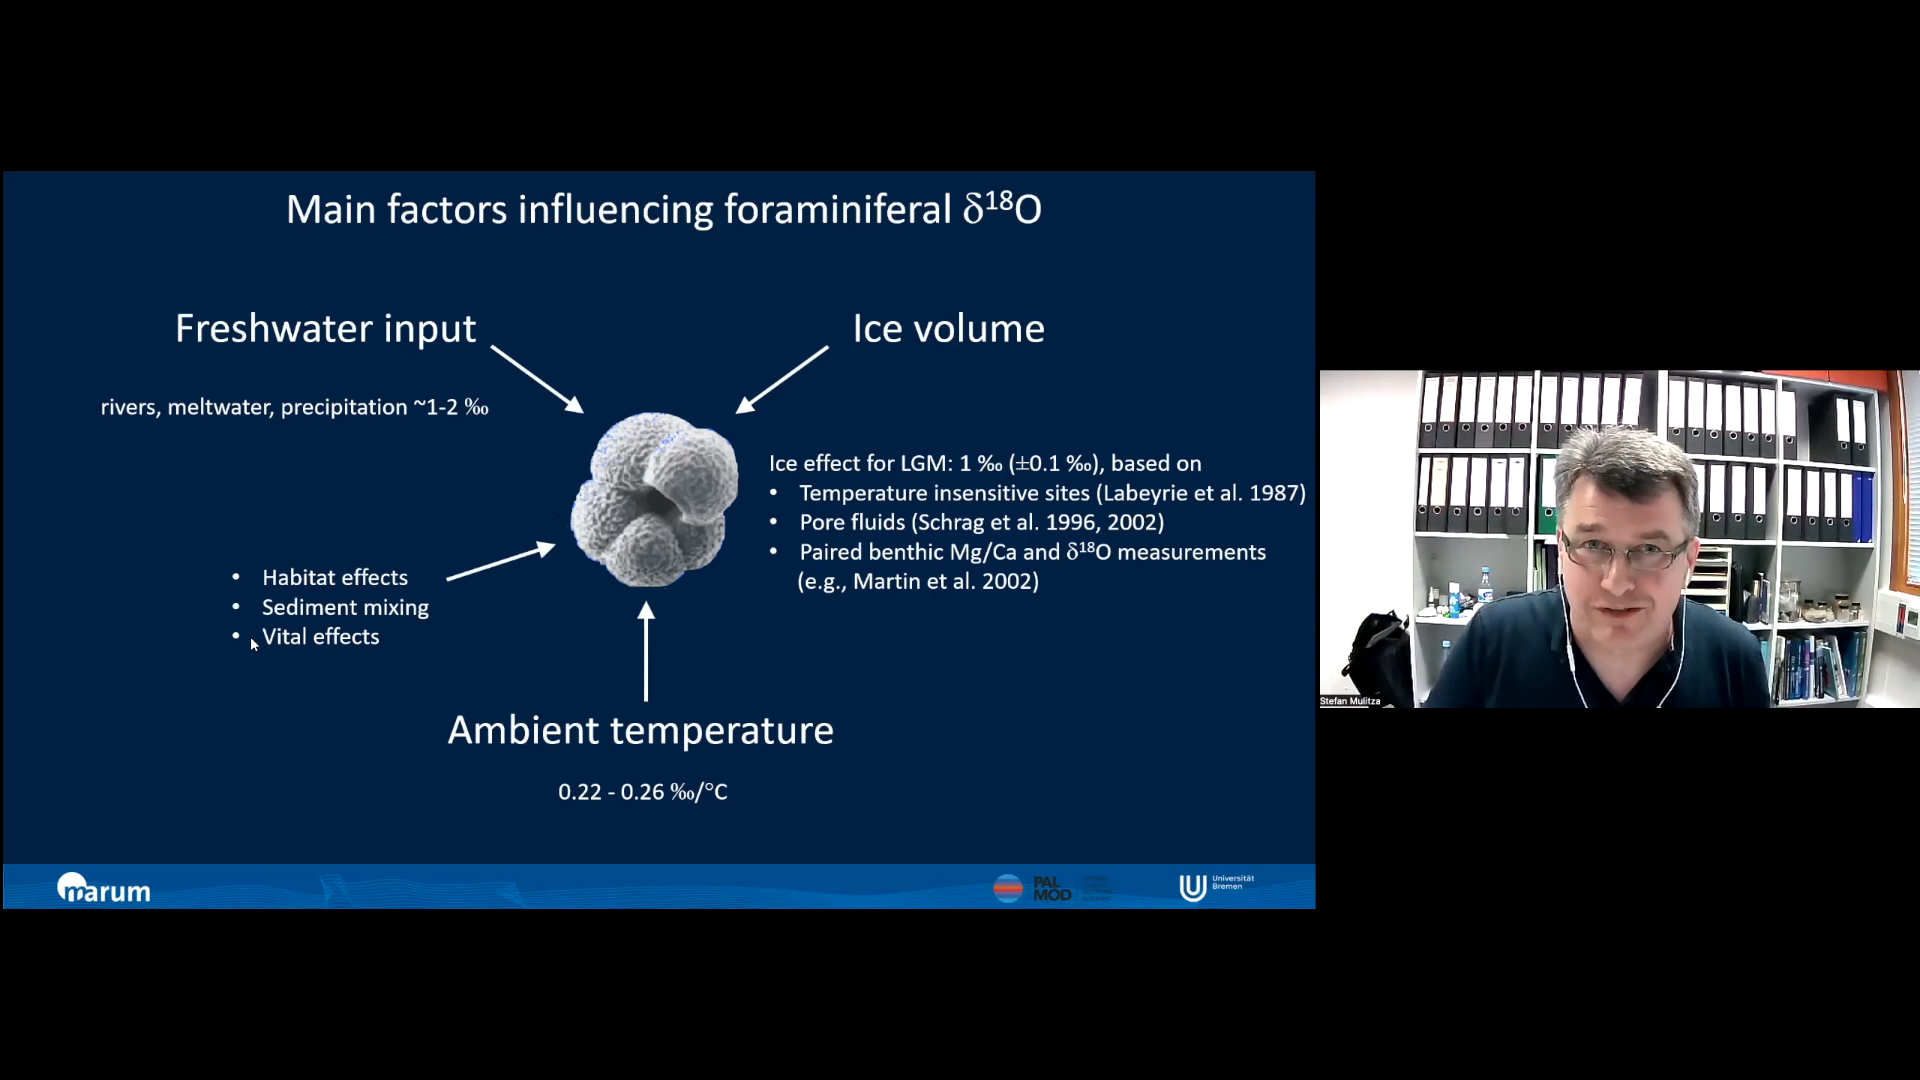 Main factors influencing foraminiferal δ18O
Freshwater input
Ice volume
rivers, meltwater, precipitation ~1-2 ‰
Ice effect for LGM: 1 ‰ (±0.1 ‰), based on
• Temperature insensitive sites (Labeyrie et al. 1987)
• Pore fluids (Schrag et al. 1996, 2002)
• Paired benthic Mg/Ca and δ18O measurements
(e.g., Martin et al. 2002)
• Habitat effects
• Sediment mixing
• Vital effects
Ambient temperature
0.22 - 0.26 ‰/°C
marum
PAL
MOD
Universität
Bremen
Stefan Mulitza